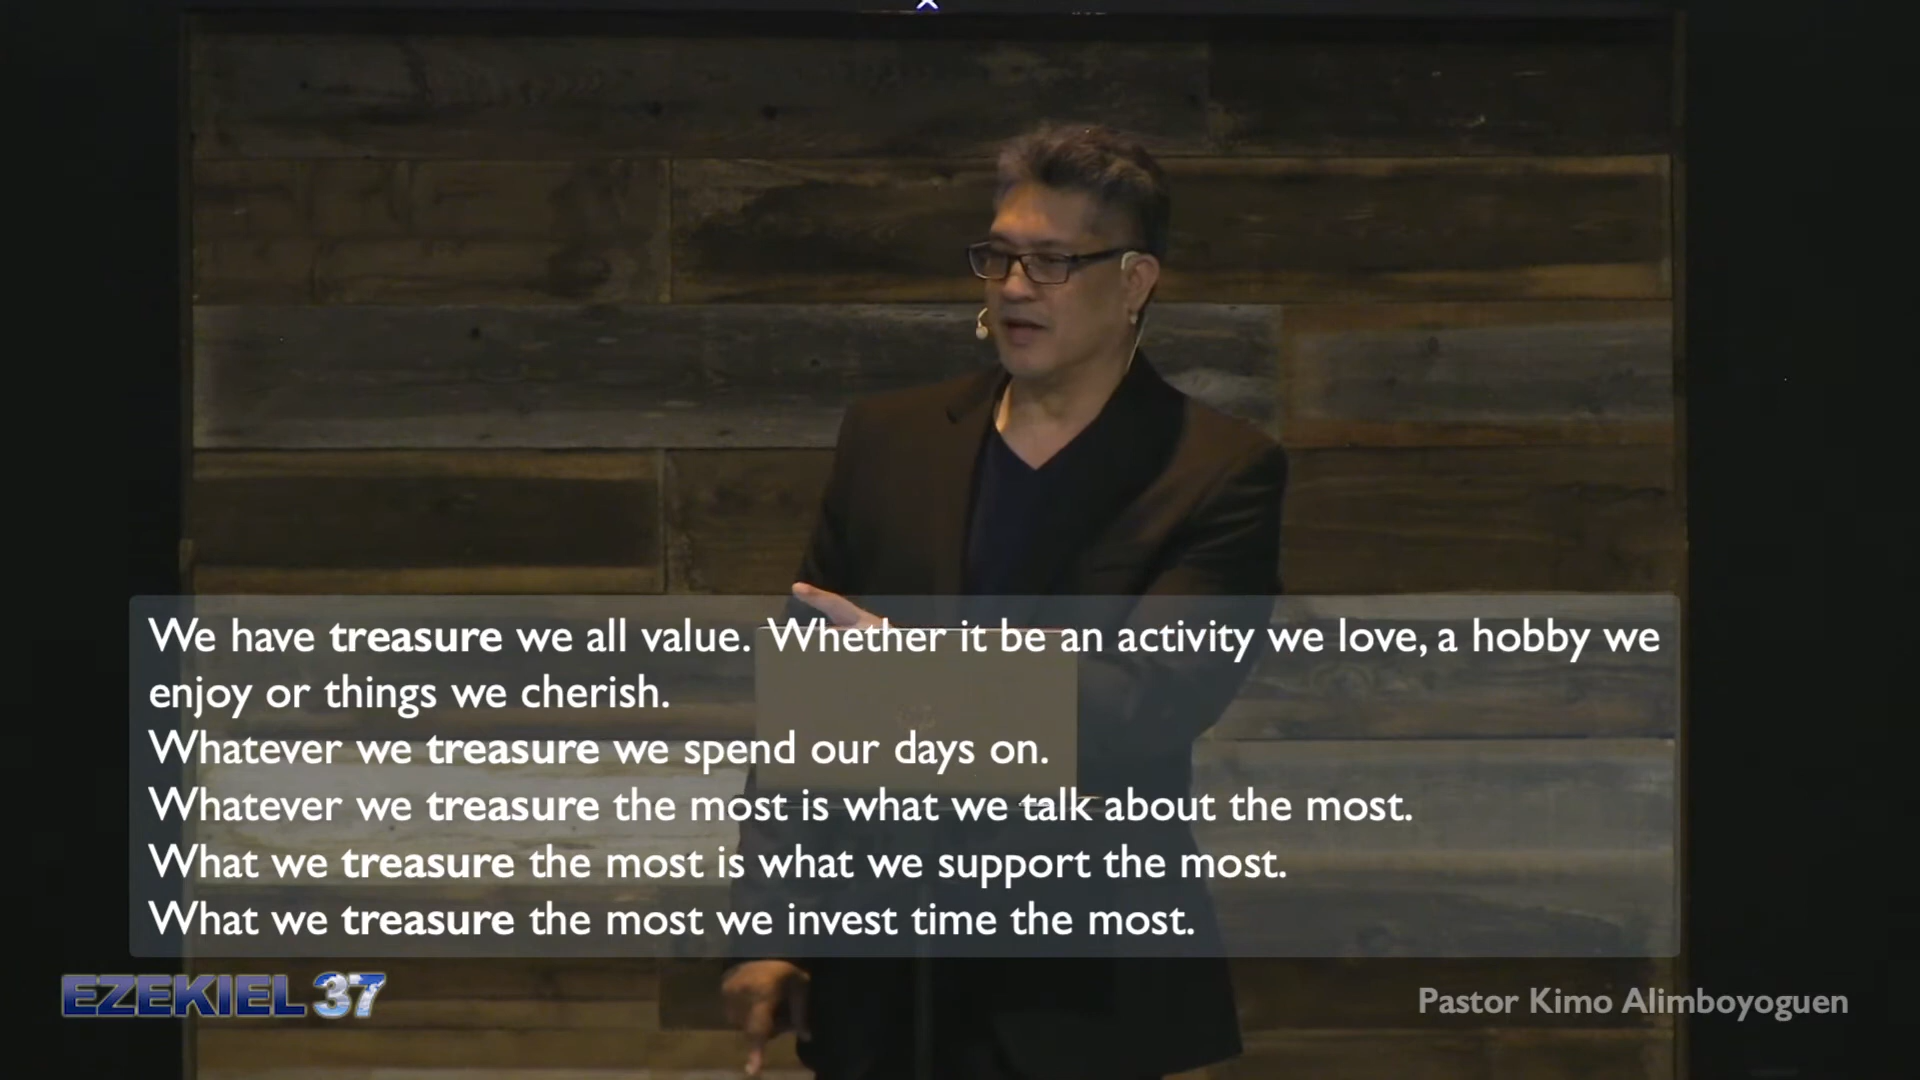 We have treasure we all value. Whether it be an activity we love, a hobby we
enjoy or things we cherish.
Whatever we treasure we spend our days on.
Whatever we treasure the most is what we talk about the most.
What we treasure the most is what we support the most.
What we treasure the most we invest time the most.
EZEKIEL 37
Pastor Kimo Alimboyoguen